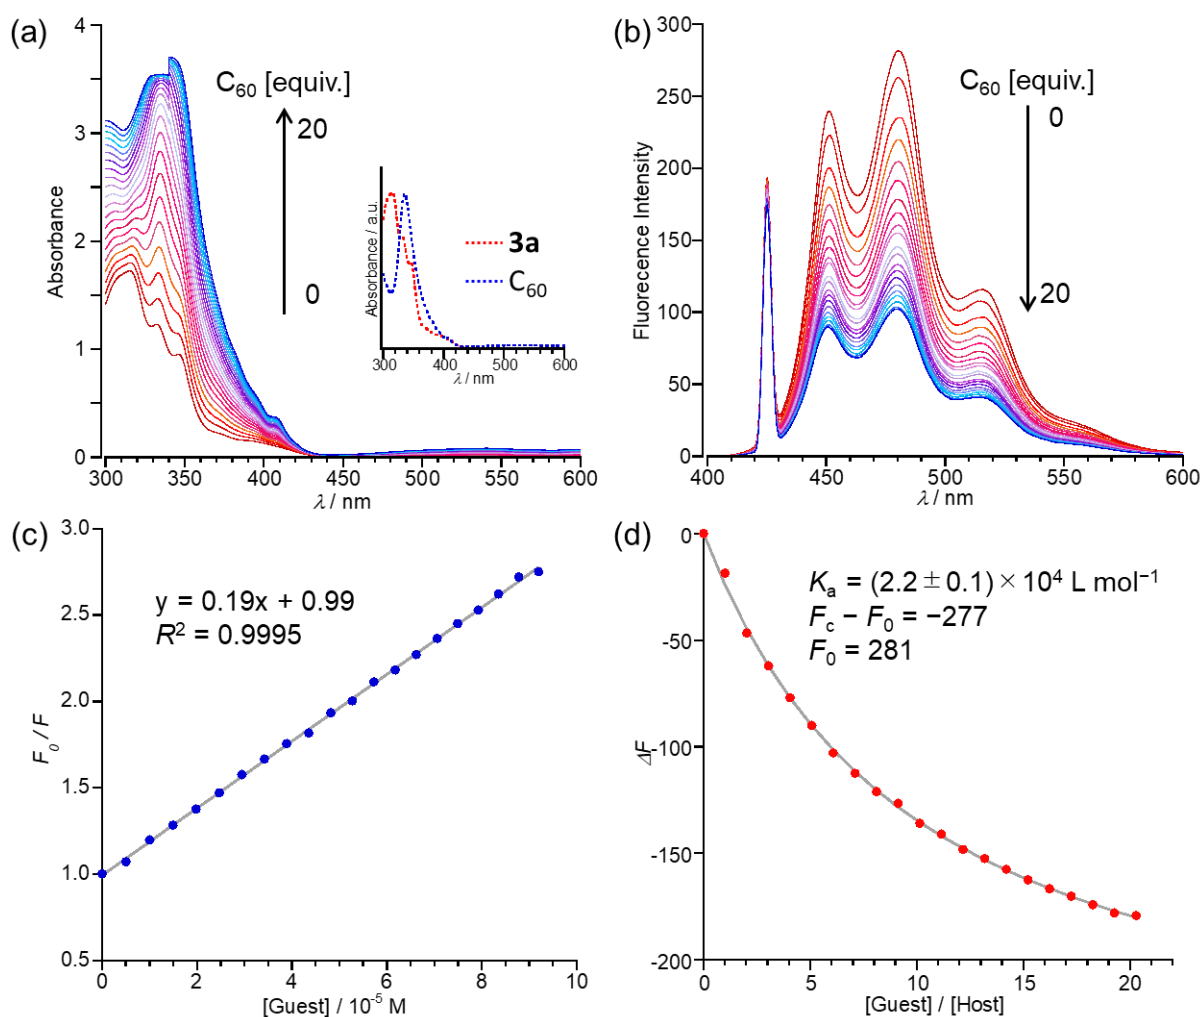 (a)
4
3
2
1
0
Absorbance
C₆₀ [equiv.]
20
0
300
350
400
450
500
550
600
λ / nm
Absorbance / a.u.
3a
C₆₀
300
400
500
600
λ / nm
(b)
300
250
200
150
100
50
0
Fluorecence Intensity
C₆₀ [equiv.]
0
20
400
450
500
550
600
λ / nm
(c)
3.0
2.5
2.0
1.5
1.0
0.5
F₀ / F
y = 0.19x + 0.99
R² = 0.9995
0
2
4
6
8
10
[Guest] / 10⁻⁵ M
(d)
0
-50
-100
-150
-200
ΔF
Kₐ = (2.2 ± 0.1) × 10⁴ L mol⁻¹
F_c − F₀ = −277
F₀ = 281
0
5
10
15
20
[Guest] / [Host]